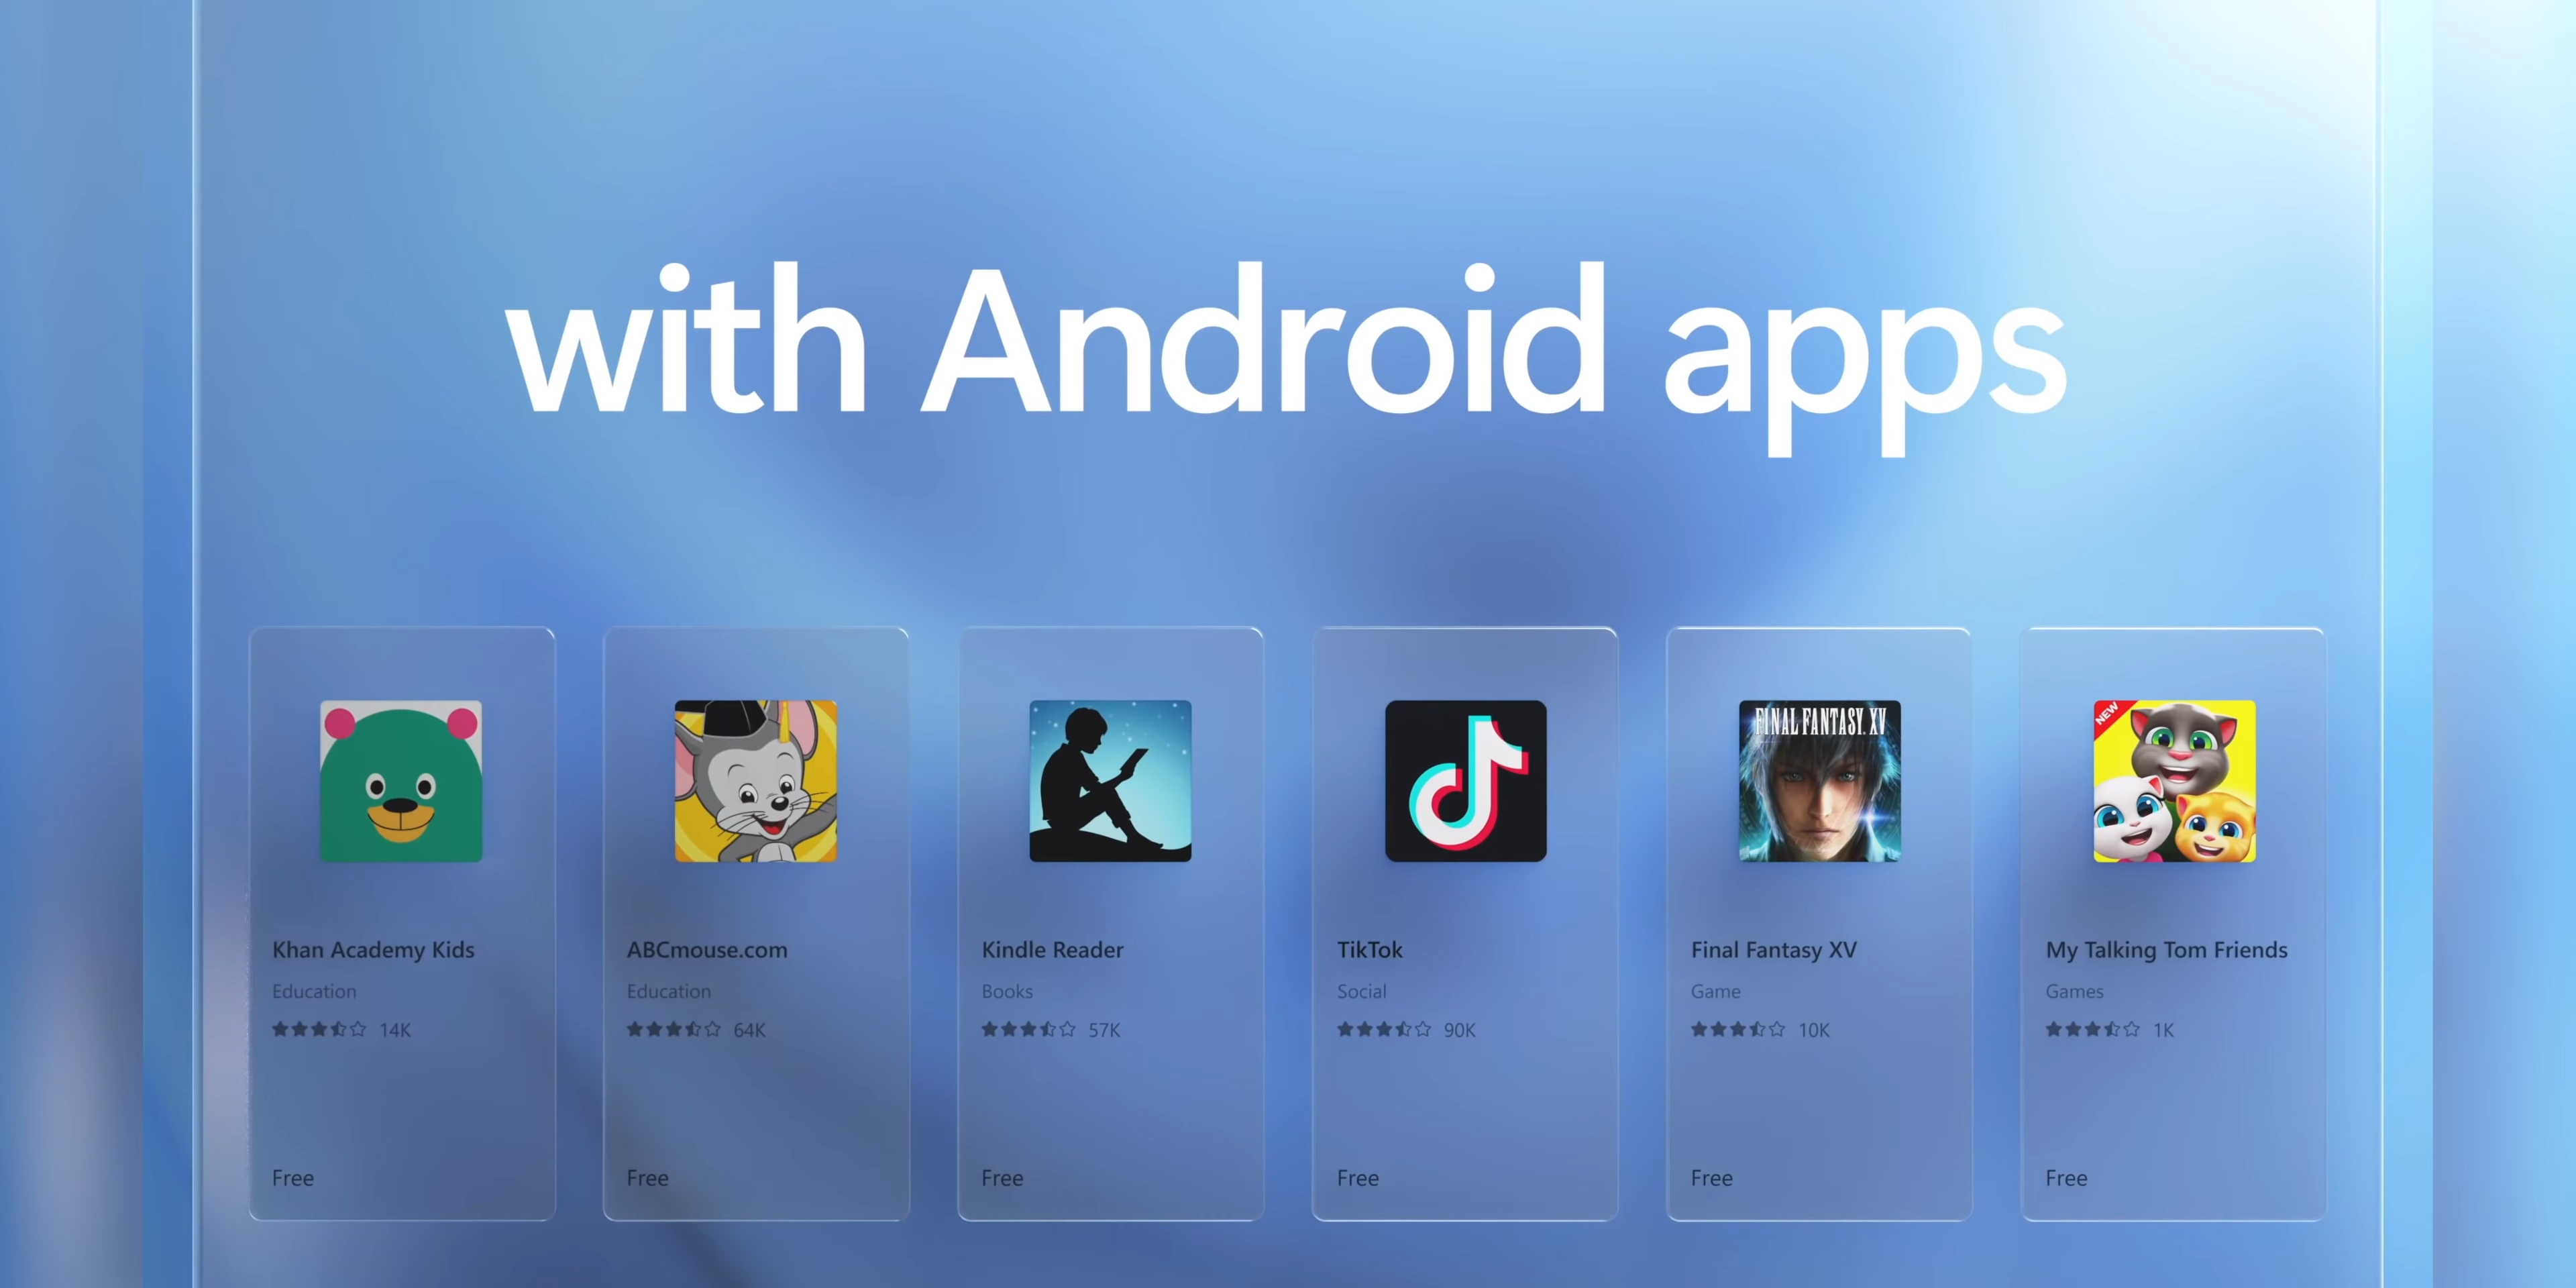 with Android apps
Khan Academy Kids
Education
14K
Free
ABCmouse.com
Education
64K
Free
Kindle Reader
Books
57K
Free
TikTok
Social
90K
Free
FINAL FANTASY XV
Final Fantasy XV
Game
10K
Free
NEW
My Talking Tom Friends
Games
1K
Free